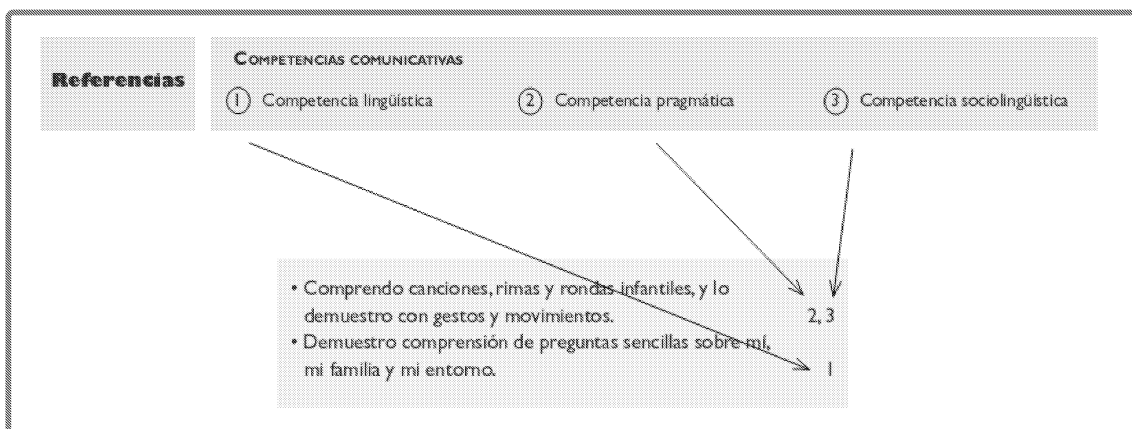 Referencias
COMPETENCIAS COMUNICATIVAS
1 Competencia lingüística 2 Competencia pragmática 3 Competencia sociolingüística
• Comprendo canciones, rimas y rondas infantiles, y lo
demuestro con gestos y movimientos. 2, 3
• Demuestro comprensión de preguntas sencillas sobre mí,
mi familia y mi entorno. 1